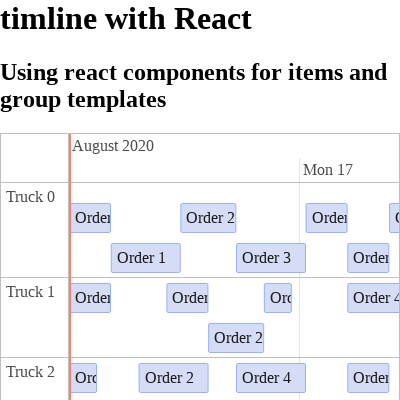 timline with React
Using react components for items and
group templates
August 2020
Mon 17
Truck 0
Order Order 2 Order
Order 1 Order 3 Order
Truck 1
Order Order Order 4
Order 2
Truck 2
Order 2 Order 4 Order